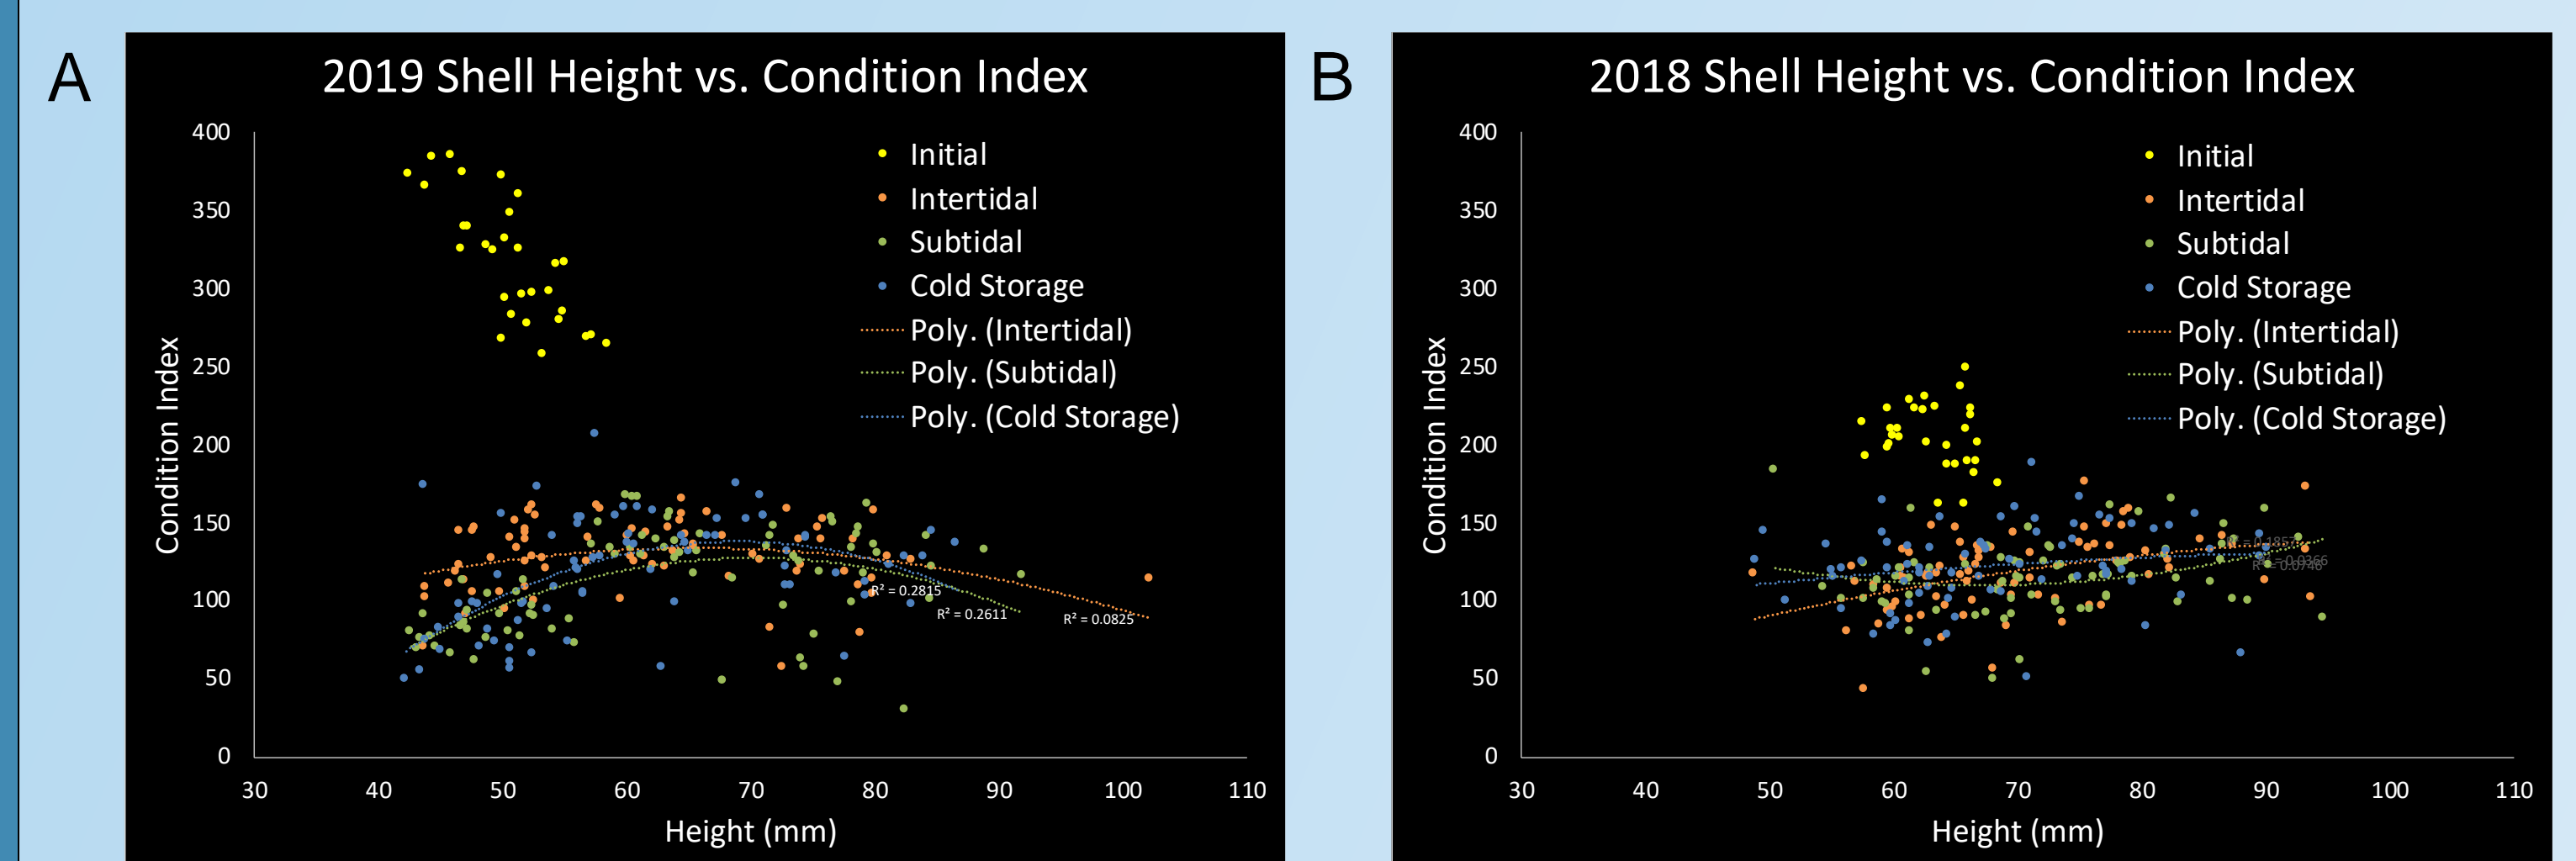 A
2019 Shell Height vs. Condition Index
400
350
300
250
200
150
100
50
0
30 40 50 60 70 80 90 100 110
Condition Index
Height (mm)
Initial
Intertidal
Subtidal
Cold Storage
Poly. (Intertidal)
Poly. (Subtidal)
Poly. (Cold Storage)
R² = 0.2815
R² = 0.2611
R² = 0.0825
B
2018 Shell Height vs. Condition Index
400
350
300
250
200
150
100
50
0
30 40 50 60 70 80 90 100 110
Condition Index
Height (mm)
Initial
Intertidal
Subtidal
Cold Storage
Poly. (Intertidal)
Poly. (Subtidal)
Poly. (Cold Storage)